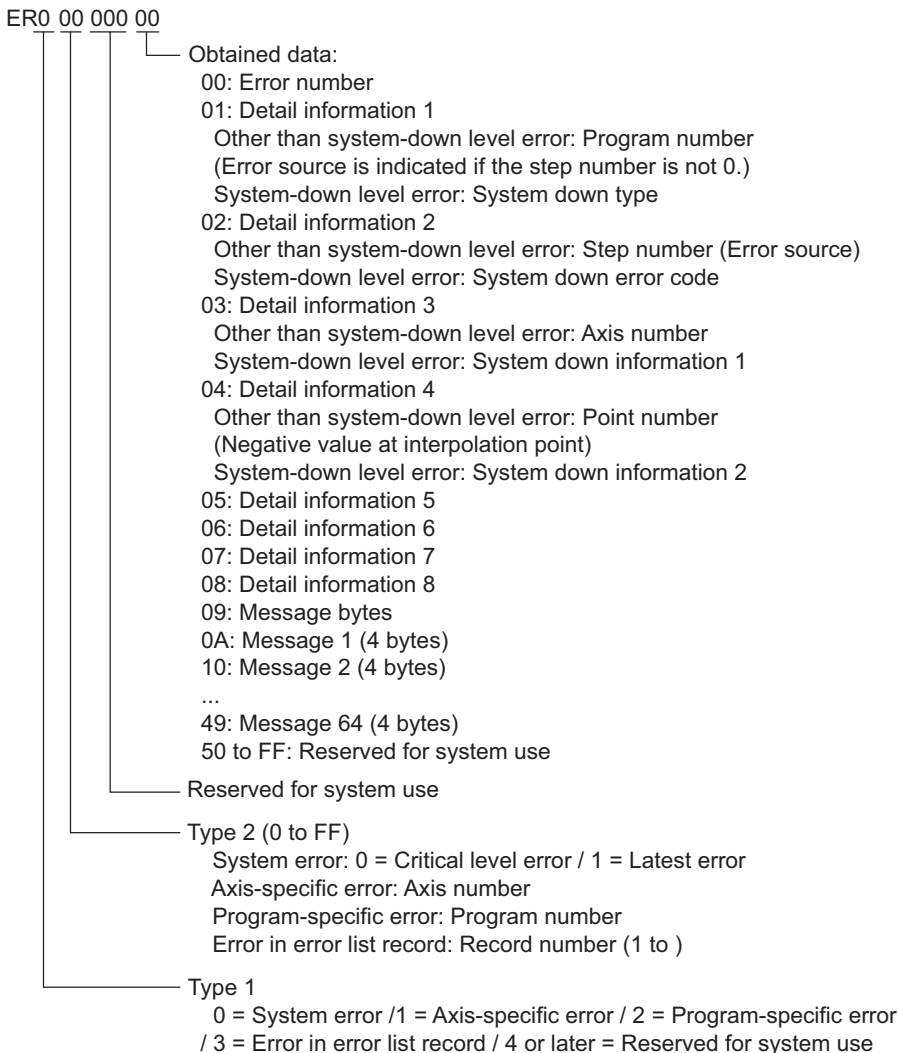 ER0 00 000 00
Obtained data:
00: Error number
01: Detail information 1
Other than system-down level error: Program number
(Error source is indicated if the step number is not 0.)
System-down level error: System down type
02: Detail information 2
Other than system-down level error: Step number (Error source)
System-down level error: System down error code
03: Detail information 3
Other than system-down level error: Axis number
System-down level error: System down information 1
04: Detail information 4
Other than system-down level error: Point number
(Negative value at interpolation point)
System-down level error: System down information 2
05: Detail information 5
06: Detail information 6
07: Detail information 7
08: Detail information 8
09: Message bytes
0A: Message 1 (4 bytes)
10: Message 2 (4 bytes)
...
49: Message 64 (4 bytes)
50 to FF: Reserved for system use
Reserved for system use
Type 2 (0 to FF)
System error: 0 = Critical level error / 1 = Latest error
Axis-specific error: Axis number
Program-specific error: Program number
Error in error list record: Record number (1 to )
Type 1
0 = System error /1 = Axis-specific error / 2 = Program-specific error
/ 3 = Error in error list record / 4 or later = Reserved for system use